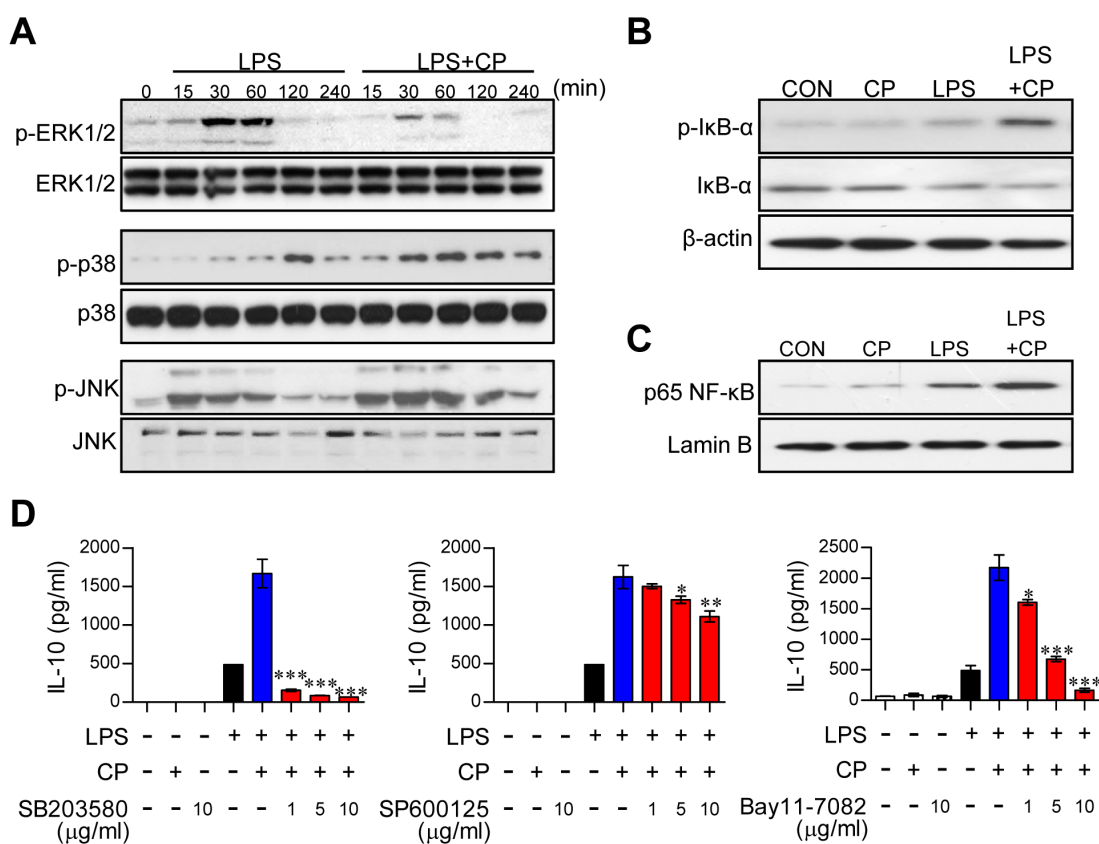 A
LPS LPS+CP
0 15 30 60 120 240 15 30 60 120 240 (min)
p-ERK1/2
ERK1/2
p-p38
p38
p-JNK
JNK
B
CON CP LPS LPS
+CP
p-IκB-α
IκB-α
β-actin
C
CON CP LPS LPS
+CP
p65 NF-κB
Lamin B
D
IL-10 (pg/ml)
2000
1500
1000
500
0
*** *** ***
LPS − − − + + + + +
CP − + − − + + + +
SB203580 − − 10 − − 1 5 10
(μg/ml)
IL-10 (pg/ml)
2000
1500
1000
500
0
* **
LPS − − − + + + + +
CP − + − − + + + +
SP600125 − − 10 − − 1 5 10
(μg/ml)
IL-10 (pg/ml)
2500
2000
1500
1000
500
0
* *** ***
LPS − − − + + + + +
CP − + − − + + + +
Bay11-7082 − − 10 − − 1 5 10
(μg/ml)